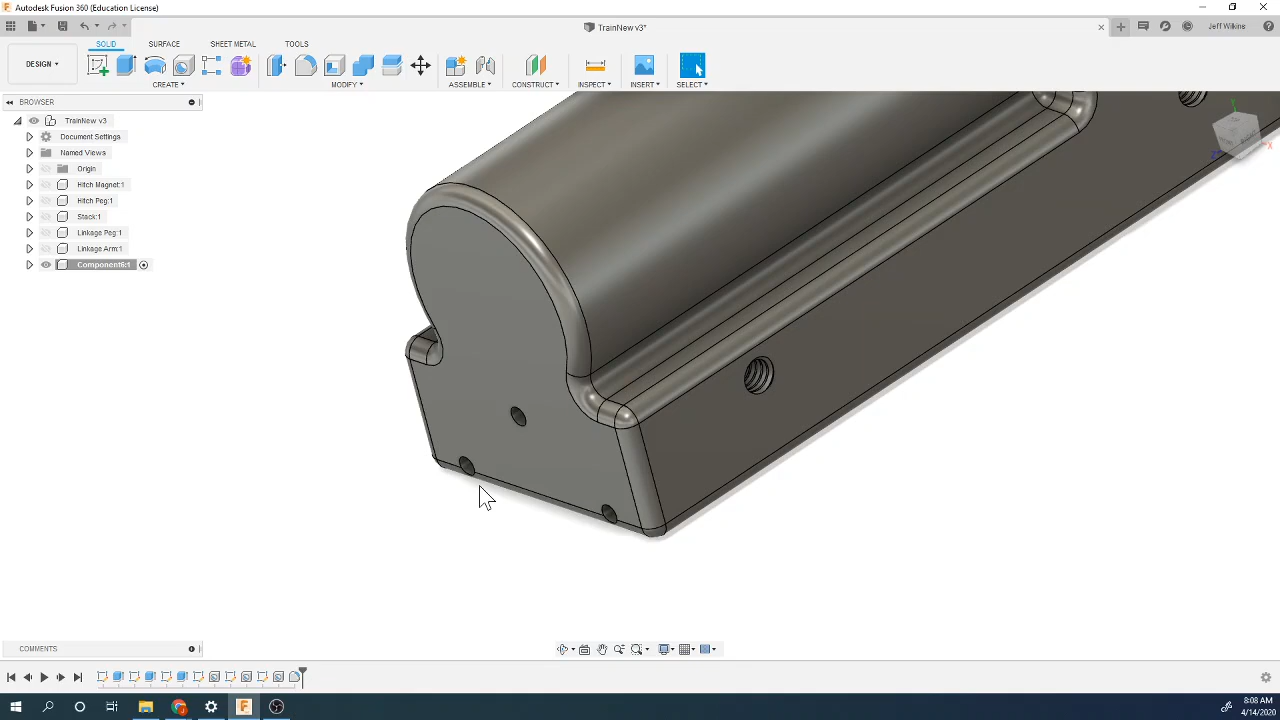 Autodesk Fusion 360 (Education License)
TrainNew v3*
Jeff Wilkins
DESIGN
SOLID
SURFACE
SHEET METAL
TOOLS
CREATE
MODIFY
ASSEMBLE
CONSTRUCT
INSPECT
INSERT
SELECT
BROWSER
TrainNew v3
Document Settings
Named Views
Origin
Hitch Magnet:1
Hitch Peg:1
Stack:1
Linkage Peg:1
Linkage Arm:1
Component6:1
Y
X
Z
COMMENTS
8:08 AM
4/14/2020